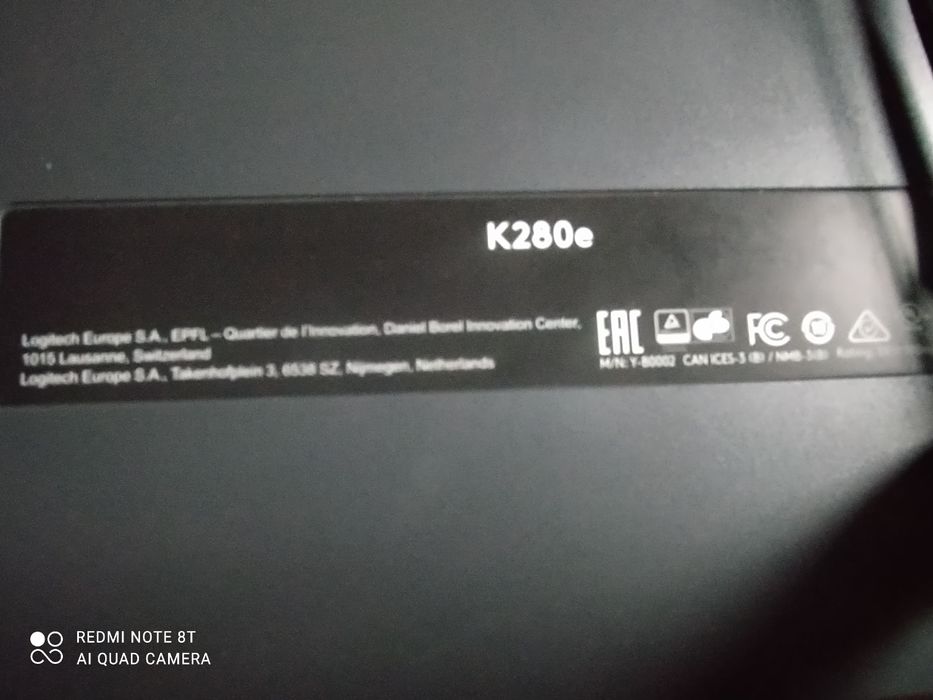 K280e
Logitech Europe S.A., EPFL – Quartier de l'Innovation, Daniel Borel Innovation Center,
1015 Lausanne, Switzerland
Logitech Europe S.A., Takenhofplein 3, 6538 SZ, Nijmegen, Netherlands
EAC FC
M/N: Y-B0002 CAN ICES-3 (B) / NMB-3 (B)
REDMI NOTE 8T
AI QUAD CAMERA